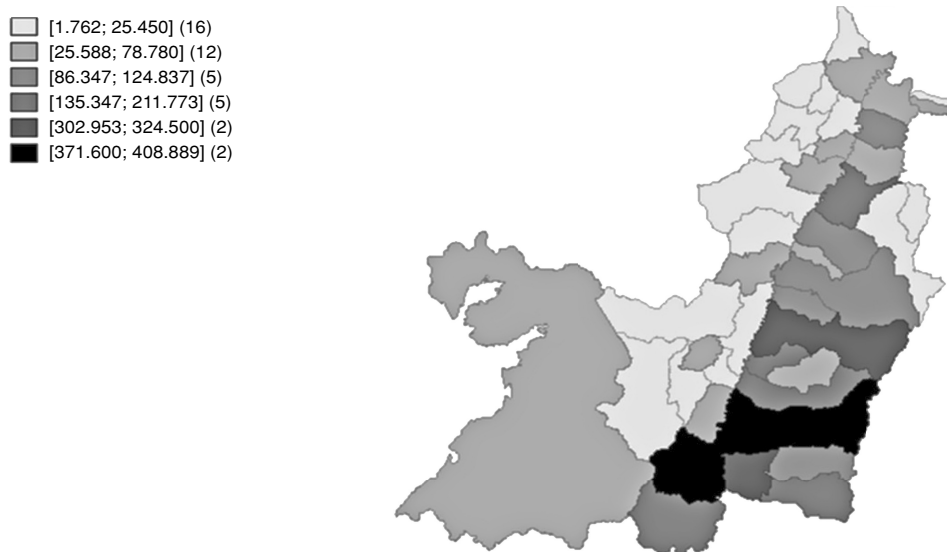 [1.762; 25.450] (16)
[25.588; 78.780] (12)
[86.347; 124.837] (5)
[135.347; 211.773] (5)
[302.953; 324.500] (2)
[371.600; 408.889] (2)